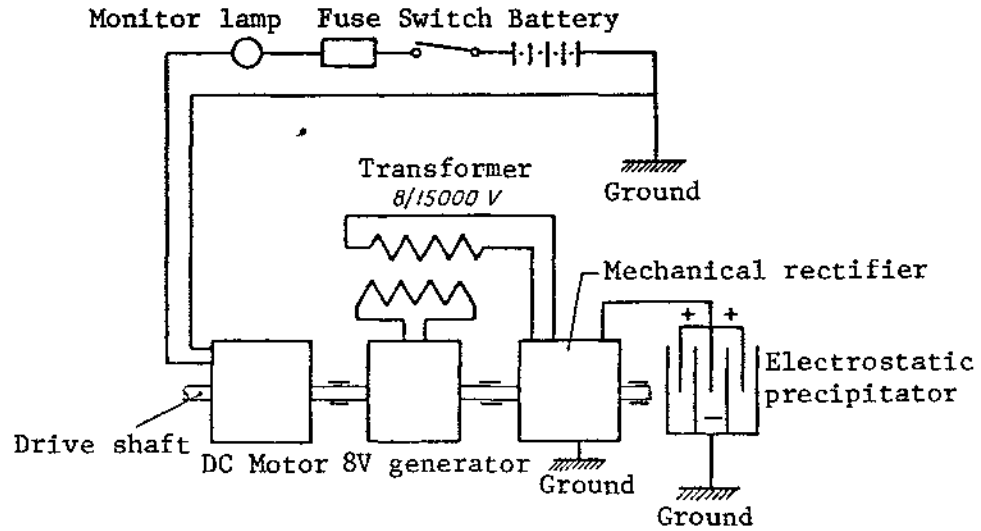 Monitor lamp Fuse Switch Battery
Ground
Transformer
8/15000 V
Mechanical rectifier
+ +
Electrostatic
precipitator
−
Drive shaft
DC Motor 8V generator
Ground
Ground